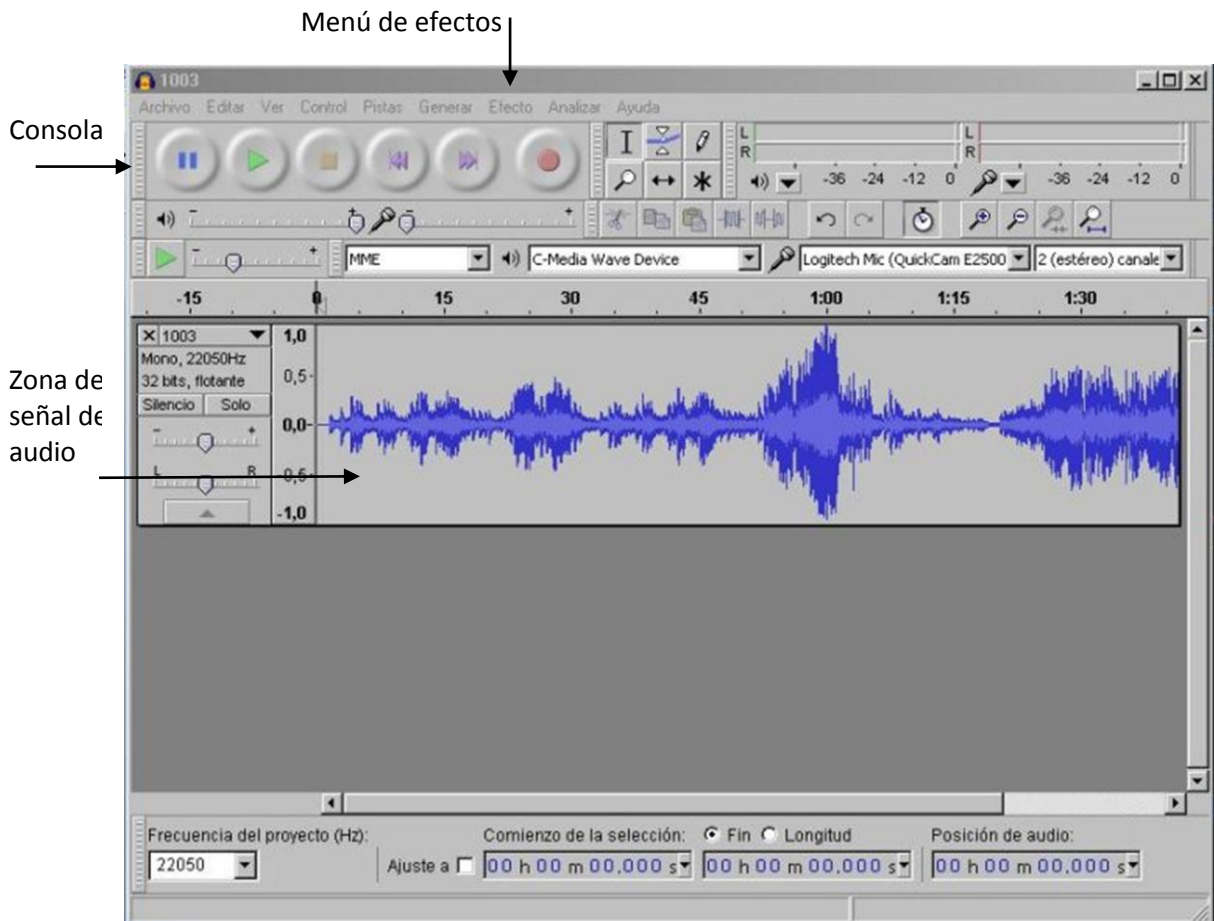 Menú de efectos
1003
Archivo Editar Ver Control Pistas Generar Efecto Analizar Ayuda
Consola
L
R
-36 -24 -12 0
L
R
-36 -24 -12 0
- +
- +
- +
MME
C-Media Wave Device
Logitech Mic (QuickCam E2500
2 (estéreo) canale
-15 0 15 30 45 1:00 1:15 1:30
1003
Mono, 22050Hz
32 bits, flotante
Silencio Solo
- +
L R
1,0
0,5-
0,0-
0,5-
-1,0
Zona de
señal de
audio
Frecuencia del proyecto (Hz):
22050
Ajuste a
Comienzo de la selección:
00 h 00 m 00.000 s
Fin Longitud
00 h 00 m 00.000 s
Posición de audio:
00 h 00 m 00.000 s